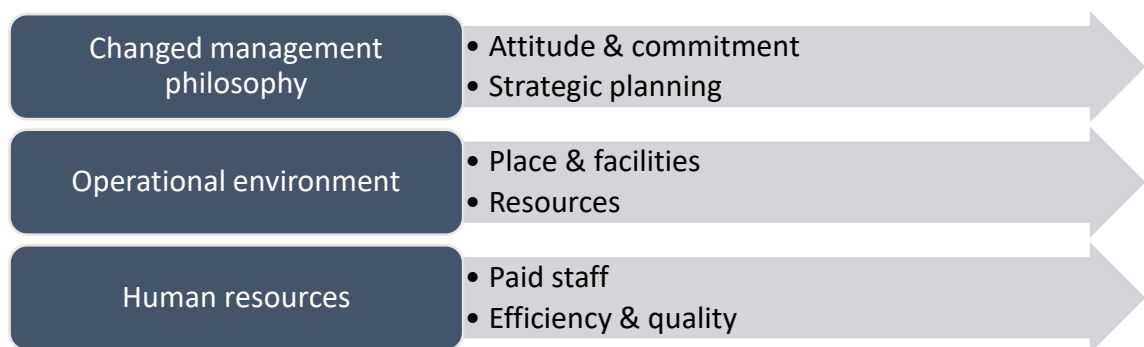 Changed management
philosophy
• Attitude & commitment
• Strategic planning
Operational environment
• Place & facilities
• Resources
Human resources
• Paid staff
• Efficiency & quality